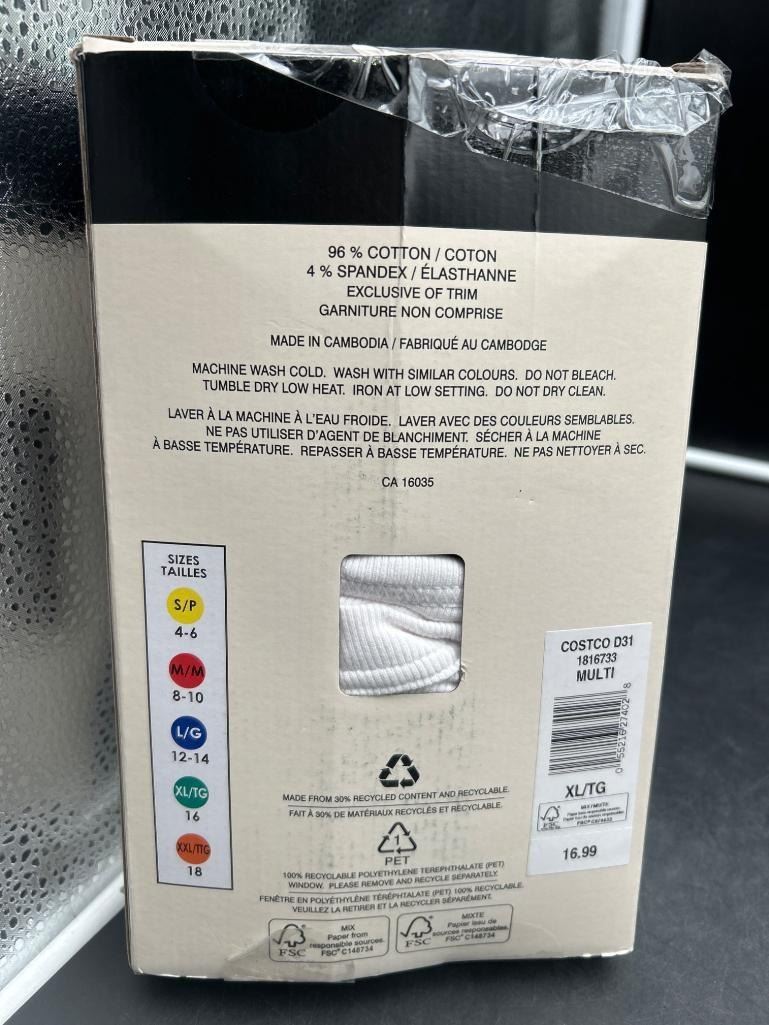 96 % COTTON / COTON
4 % SPANDEX / ÉLASTHANNE
EXCLUSIVE OF TRIM
GARNITURE NON COMPRISE
MADE IN CAMBODIA / FABRIQUÉ AU CAMBODGE
MACHINE WASH COLD. WASH WITH SIMILAR COLOURS. DO NOT BLEACH.
TUMBLE DRY LOW HEAT. IRON AT LOW SETTING. DO NOT DRY CLEAN.
LAVER À LA MACHINE À L'EAU FROIDE. LAVER AVEC DES COULEURS SEMBLABLES.
NE PAS UTILISER D'AGENT DE BLANCHIMENT. SÉCHER À LA MACHINE
À BASSE TEMPÉRATURE. REPASSER À BASSE TEMPÉRATURE. NE PAS NETTOYER À SEC.
CA 16035
SIZES
TAILLES
S/P
4-6
M/M
8-10
L/G
12-14
XL/TG
16
XXL/TTG
18
COSTCO D31
1816733
MULTI
0 55216 27402 8
XL/TG
MIX/MIXTE
16.99
MADE FROM 30% RECYCLED CONTENT AND RECYCLABLE.
FAIT À 30% DE MATÉRIAUX RECYCLÉS ET RECYCLABLE.
1
PET
100% RECYCLABLE POLYETHYLENE TEREPHTHALATE (PET)
WINDOW. PLEASE REMOVE AND RECYCLE SEPARATELY.
FENÊTRE EN POLYÉTHYLÈNE TÉRÉPHTALATE (PET) 100% RECYCLABLE.
VEUILLEZ LA RETIRER ET LA RECYCLER SÉPARÉMENT.
FSC
MIX
Paper from
responsible sources
FSC® C148734
FSC
MIXTE
Papier issu de
sources responsables
FSC® C148734